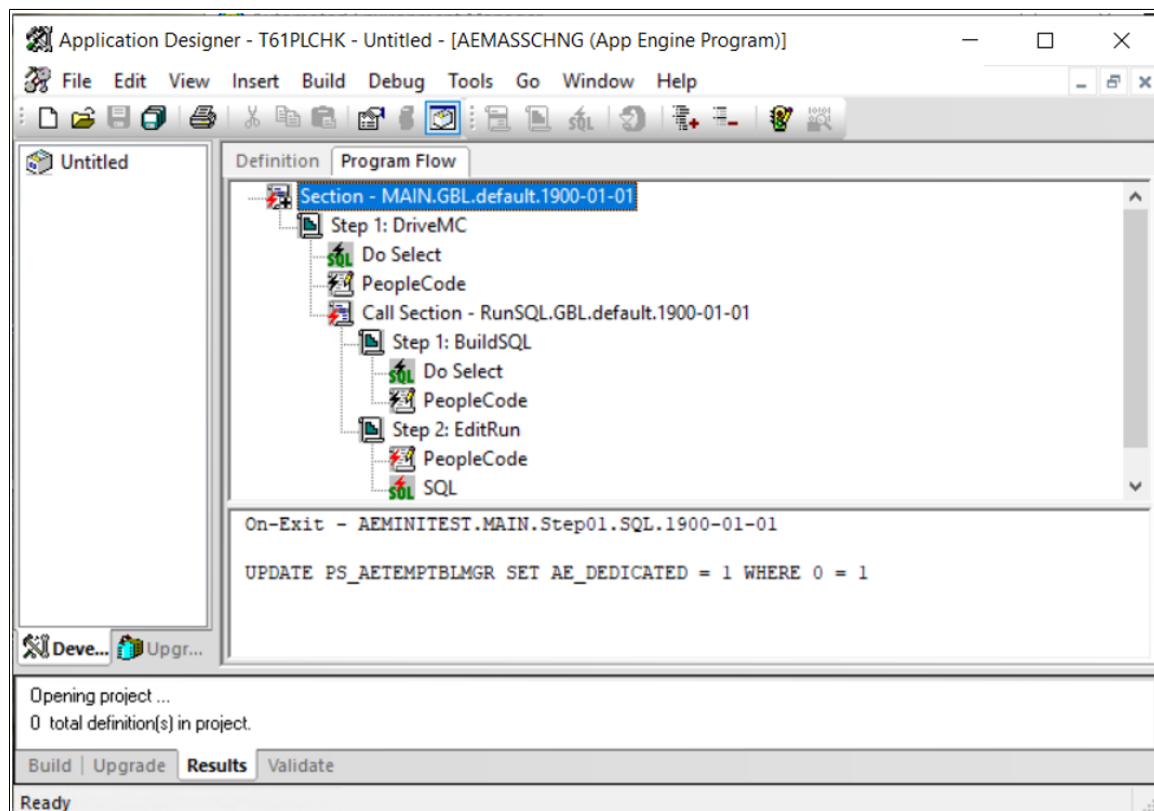 Application Designer - T61PLCHK - Untitled - [AEMASSCHNG (App Engine Program)]
File Edit View Insert Build Debug Tools Go Window Help
SQL
Untitled
Definition Program Flow
Section - MAIN.GBL.default.1900-01-01
Step 1: DriveMC
SQL Do Select
PeopleCode
Call Section - RunSQL.GBL.default.1900-01-01
Step 1: BuildSQL
SQL Do Select
PeopleCode
Step 2: EditRun
PeopleCode
SQL SQL
On-Exit - AEMINITEST.MAIN.Step01.SQL.1900-01-01
UPDATE PS_AETEMPTBLMGR SET AE_DEDICATED = 1 WHERE 0 = 1
Deve... Upgr...
Opening project ...
0 total definition(s) in project.
Build Upgrade Results Validate
Ready